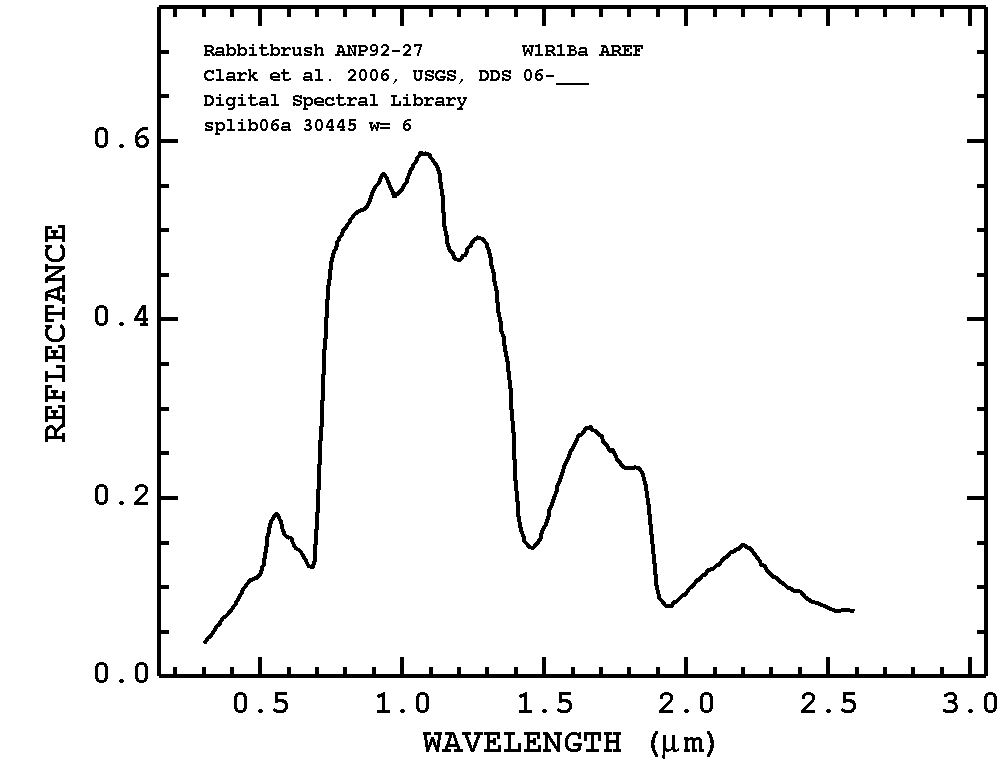 Rabbitbrush ANP92-27 W1R1Ba AREF
Clark et al. 2006, USGS, DDS 06-___
Digital Spectral Library
splib06a 30445 w= 6
0.6
0.4
0.2
0.0
REFLECTANCE
0.5 1.0 1.5 2.0 2.5 3.0
WAVELENGTH (μm)